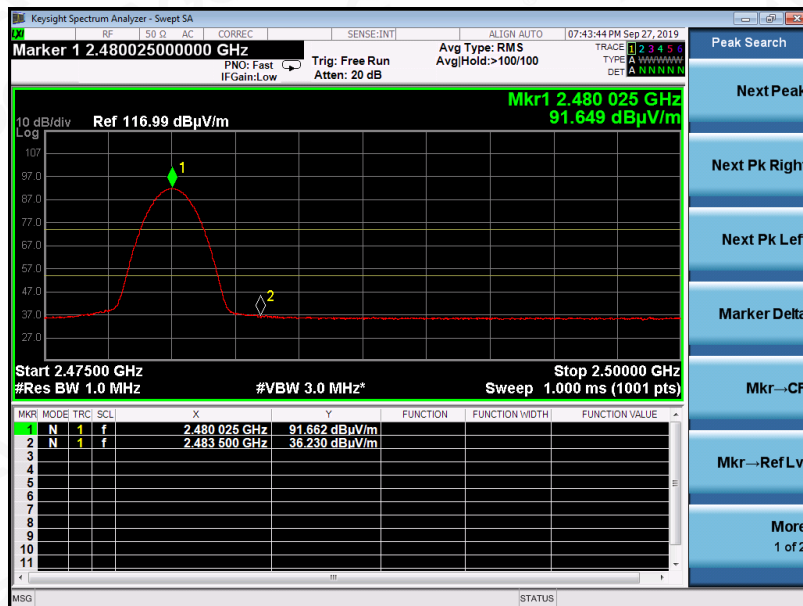 Keysight Spectrum Analyzer - Swept SA
LXI RF 50 Ω AC CORREC SENSE:INT ALIGN AUTO 07:43:44 PM Sep 27, 2019
Marker 1 2.480025000000 GHz
PNO: Fast
IFGain:Low
Trig: Free Run
Atten: 20 dB
Avg Type: RMS
Avg|Hold:>100/100
TRACE 1 2 3 4 5 6
TYPE A WWWWW
DET A N N N N N
Mkr1 2.480 025 GHz
91.649 dBµV/m
10 dB/div Ref 116.99 dBµV/m
Log
107
97.0
87.0
77.0
67.0
57.0
47.0
37.0
27.0
1
2
Start 2.47500 GHz Stop 2.50000 GHz
#Res BW 1.0 MHz #VBW 3.0 MHz* Sweep 1.000 ms (1001 pts)
MKR MODE TRC SCL X Y FUNCTION FUNCTION WIDTH FUNCTION VALUE
1 N 1 f 2.480 025 GHz 91.662 dBµV/m
2 N 1 f 2.483 500 GHz 36.230 dBµV/m
3
4
5
6
7
8
9
10
11
MSG STATUS
Peak Search
Next Peak
Next Pk Right
Next Pk Left
Marker Delta
Mkr→CF
Mkr→Ref Lv
More
1 of 2